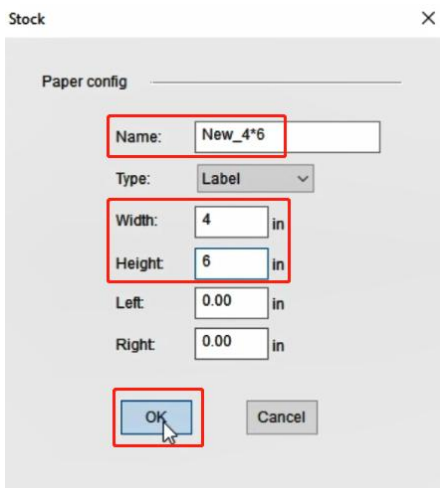 Stock
Paper config
Name: New_4*6
Type: Label
Width: 4 in
Height: 6 in
Left: 0.00 in
Right: 0.00 in
OK Cancel